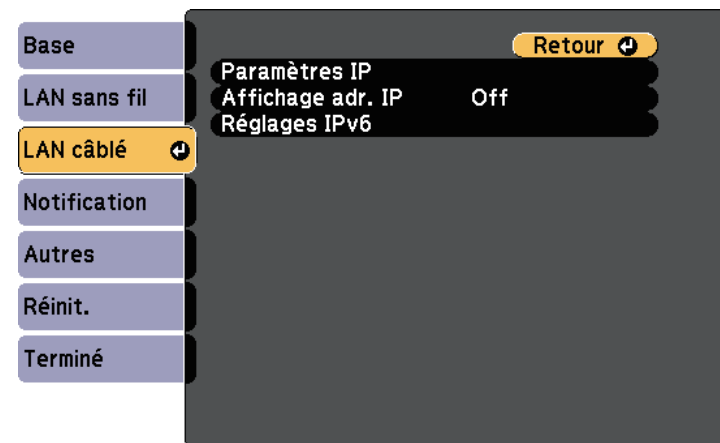 Base
LAN sans fil
LAN câblé
Notification
Autres
Réinit.
Terminé
Retour
Paramètres IP
Affichage adr. IP Off
Réglages IPv6